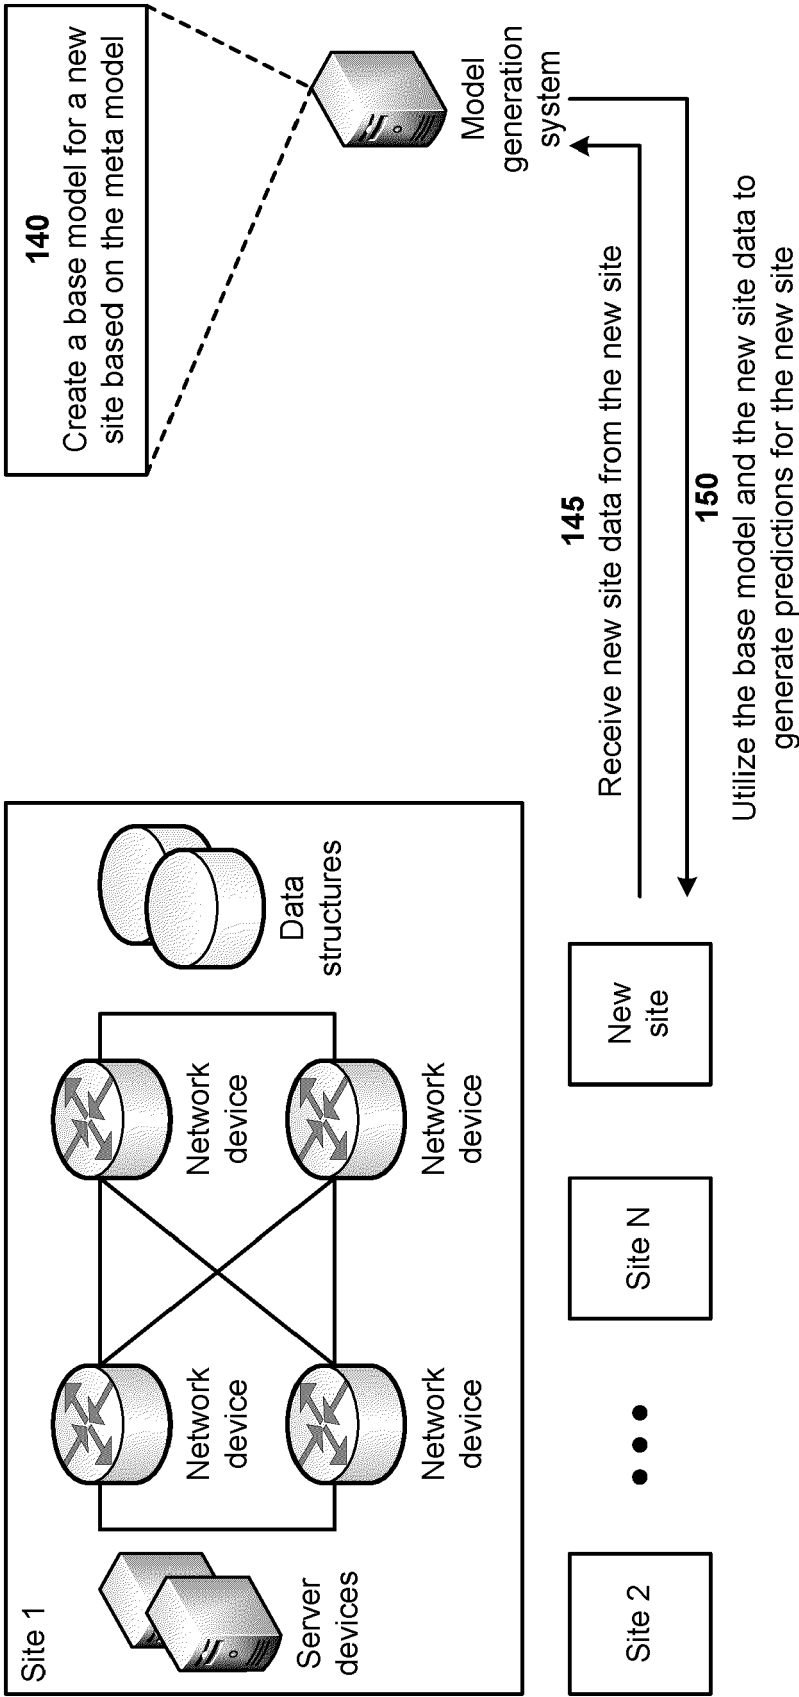 Site 1
Server
devices
Network
device
Network
device
Network
device
Network
device
Data
structures
140
Create a base model for a new
site based on the meta model
Model
generation
system
145
Receive new site data from the new site
150
Utilize the base model and the new site data to
generate predictions for the new site
Site 2
Site N
New
site